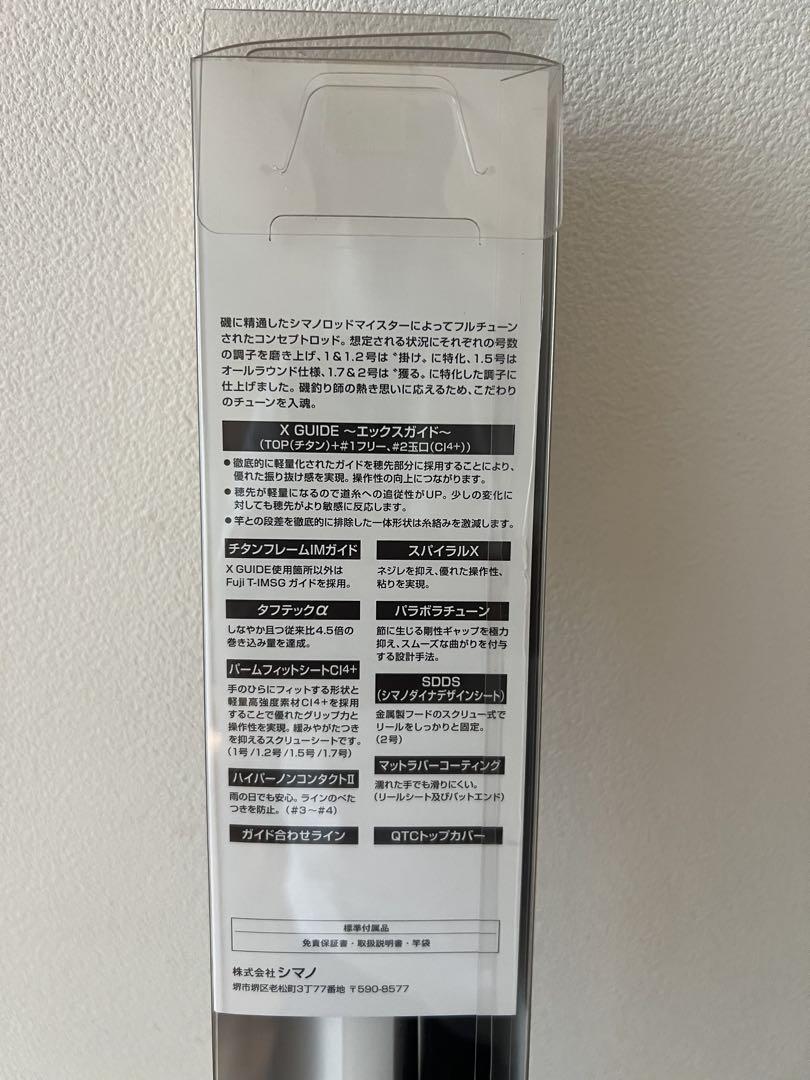 磯に精通したシマノロッドマイスターによってフルチューン
されたコンセプトロッド。想定される状況にそれぞれの号数
の調子を磨き上げ、1&1.2号は〝掛け〟に特化、1.5号は
オールラウンド仕様、1.7&2号は〝獲る〟に特化した調子に
仕上げました。磯釣り師の熱き思いに応えるため、こだわり
のチューンを入魂。
X GUIDE ～エックスガイド～
(TOP(チタン)+#1フリー、#2玉口(CI4+))
●徹底的に軽量化されたガイドを穂先部分に採用することにより、
優れた振り抜け感を実現。操作性の向上につながります。
●穂先が軽量になるので道糸への追従性がUP。少しの変化に
対しても穂先がより敏感に反応します。
●竿との段差を徹底的に排除した一体形状は糸絡みを激減します。
チタンフレームIMガイド
X GUIDE使用箇所以外は
Fuji T-IMSG ガイドを採用。
タフテックα
しなやか且つ従来比4.5倍の
巻き込み量を達成。
パームフィットシートCI4+
手のひらにフィットする形状と
軽量高強度素材CI4+を採用
することで優れたグリップ力と
操作性を実現。緩みやがたつき
を抑えるスクリューシートです。
(1号/1.2号/1.5号/1.7号)
ハイパーノンコンタクトII
雨の日でも安心。ラインのべた
つきを防止。(#3～#4)
ガイド合わせライン
スパイラルX
ネジレを抑え、優れた操作性、
粘りを実現。
パラボラチューン
節に生じる剛性ギャップを極力
抑え、スムーズな曲がりを付与
する設計手法。
SDDS
(シマノダイナデザインシート)
金属製フードのスクリュー式で
リールをしっかりと固定。
(2号)
マットラバーコーティング
濡れた手でも滑りにくい。
(リールシート及びバットエンド)
QTCトップカバー
標準付属品
免責保証書・取扱説明書・竿袋
株式会社シマノ
堺市堺区老松町3丁77番地 〒590-8577